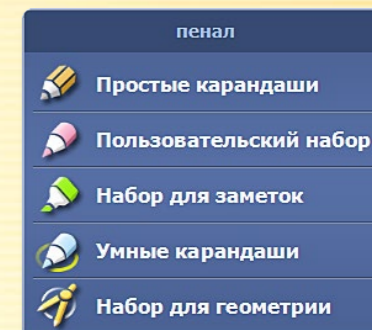 пенал
Простые карандаши
Пользовательский набор
Набор для заметок
Умные карандаши
Набор для геометрии